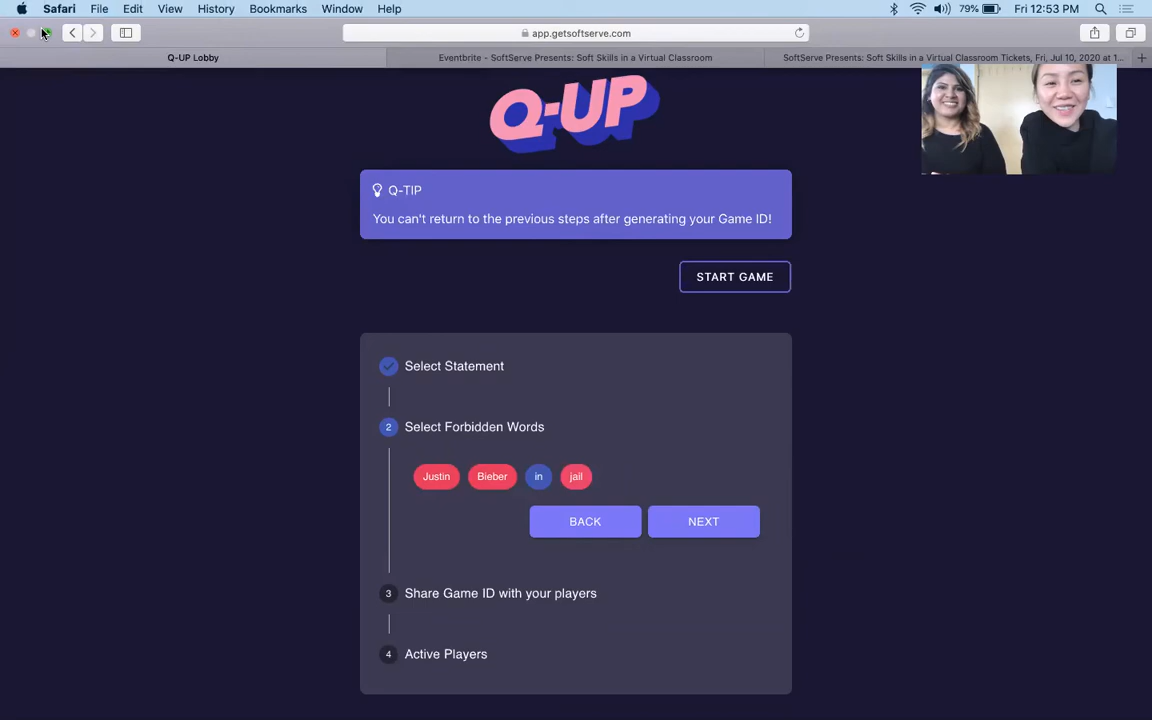 Safari File Edit View History Bookmarks Window Help 79% Fri 12:53 PM
app.getsoftserve.com
Q-UP Lobby Eventbrite - SoftServe Presents: Soft Skills in a Virtual Classroom SoftServe Presents: Soft Skills in a Virtual Classroom Tickets, Fri, Jul 10, 2020 at 1...
Q-UP
Q-TIP
You can't return to the previous steps after generating your Game ID!
START GAME
Select Statement
2 Select Forbidden Words
Justin Bieber in jail
BACK NEXT
3 Share Game ID with your players
4 Active Players